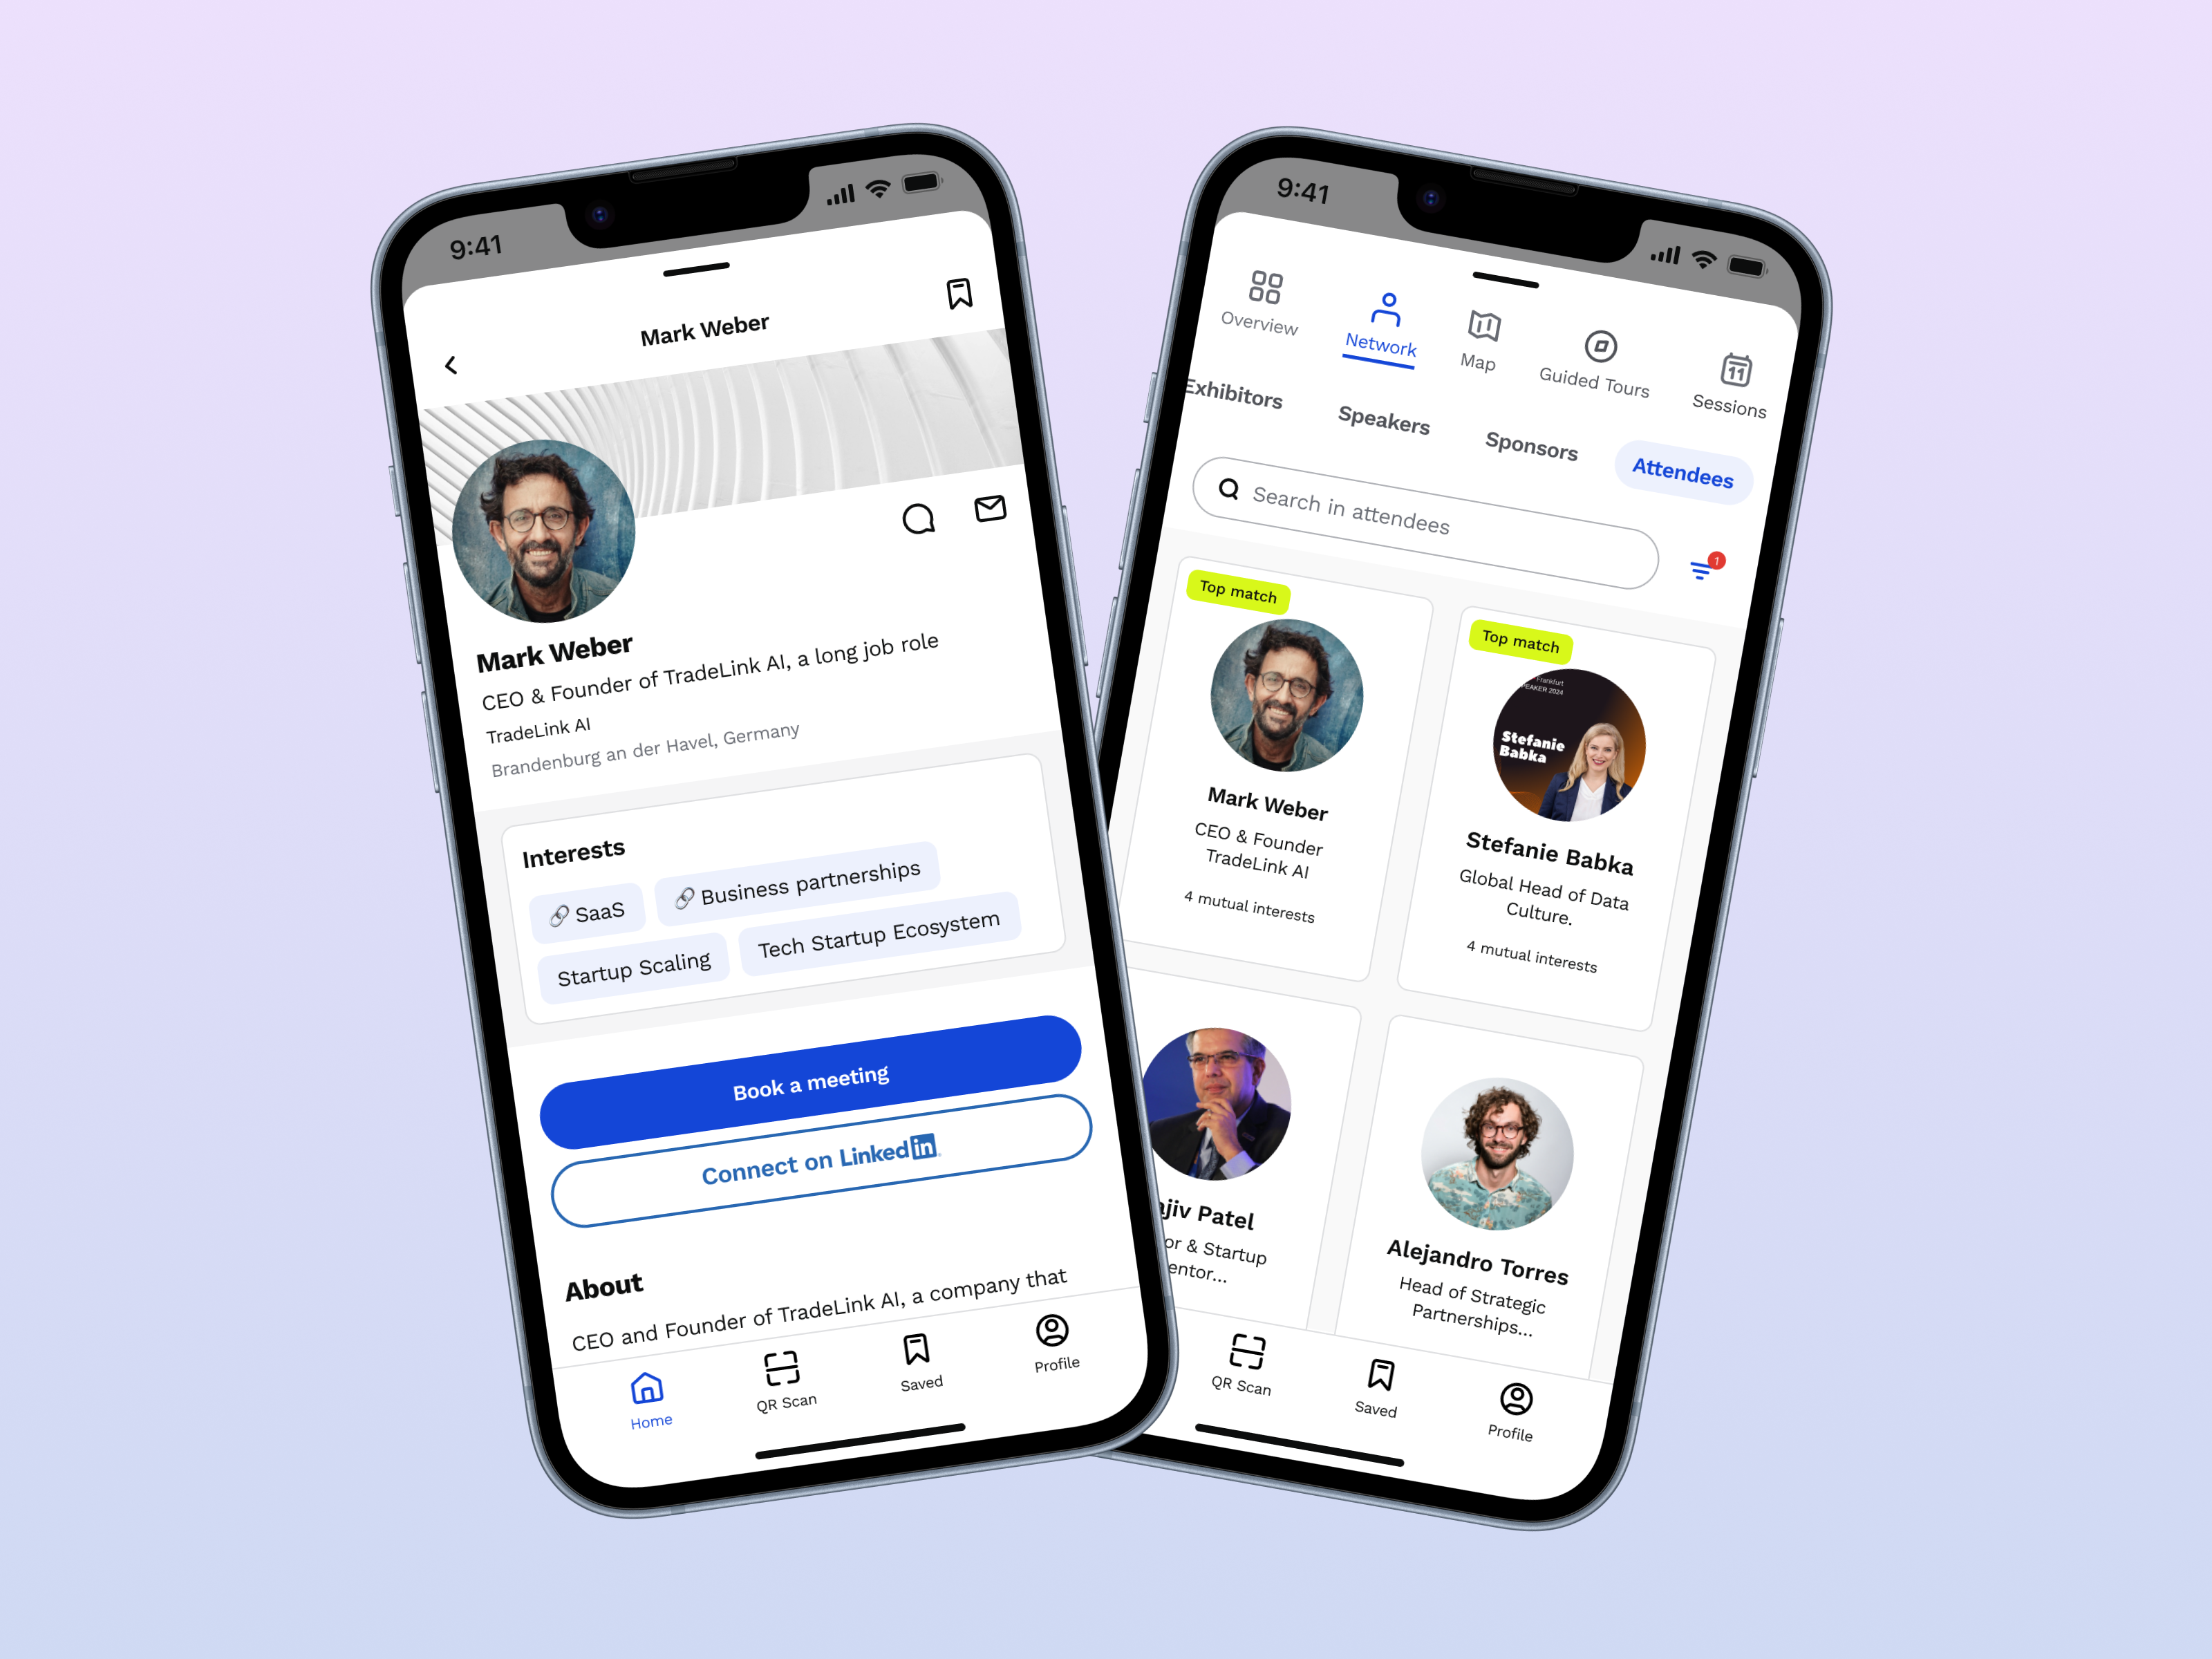 9:41
Mark Weber
Mark Weber
CEO & Founder of TradeLink AI, a long job role
TradeLink AI
Brandenburg an der Havel, Germany
Interests
SaaS
Business partnerships
Startup Scaling
Tech Startup Ecosystem
Book a meeting
Connect on Linkedin
About
CEO and Founder of TradeLink AI, a company that
Home
QR Scan
Saved
Profile
9:41
Overview
Network
Map
Guided Tours
11
Sessions
Exhibitors
Speakers
Sponsors
Attendees
Search in attendees
1
Top match
Mark Weber
CEO & Founder
TradeLink AI
4 mutual interests
Top match
Frankfurt
EAKER 2024
Stefanie
Babka
Stefanie Babka
Global Head of Data
Culture.
4 mutual interests
ajiv Patel
or & Startup
entor...
Alejandro Torres
Head of Strategic
Partnerships...
QR Scan
Saved
Profile